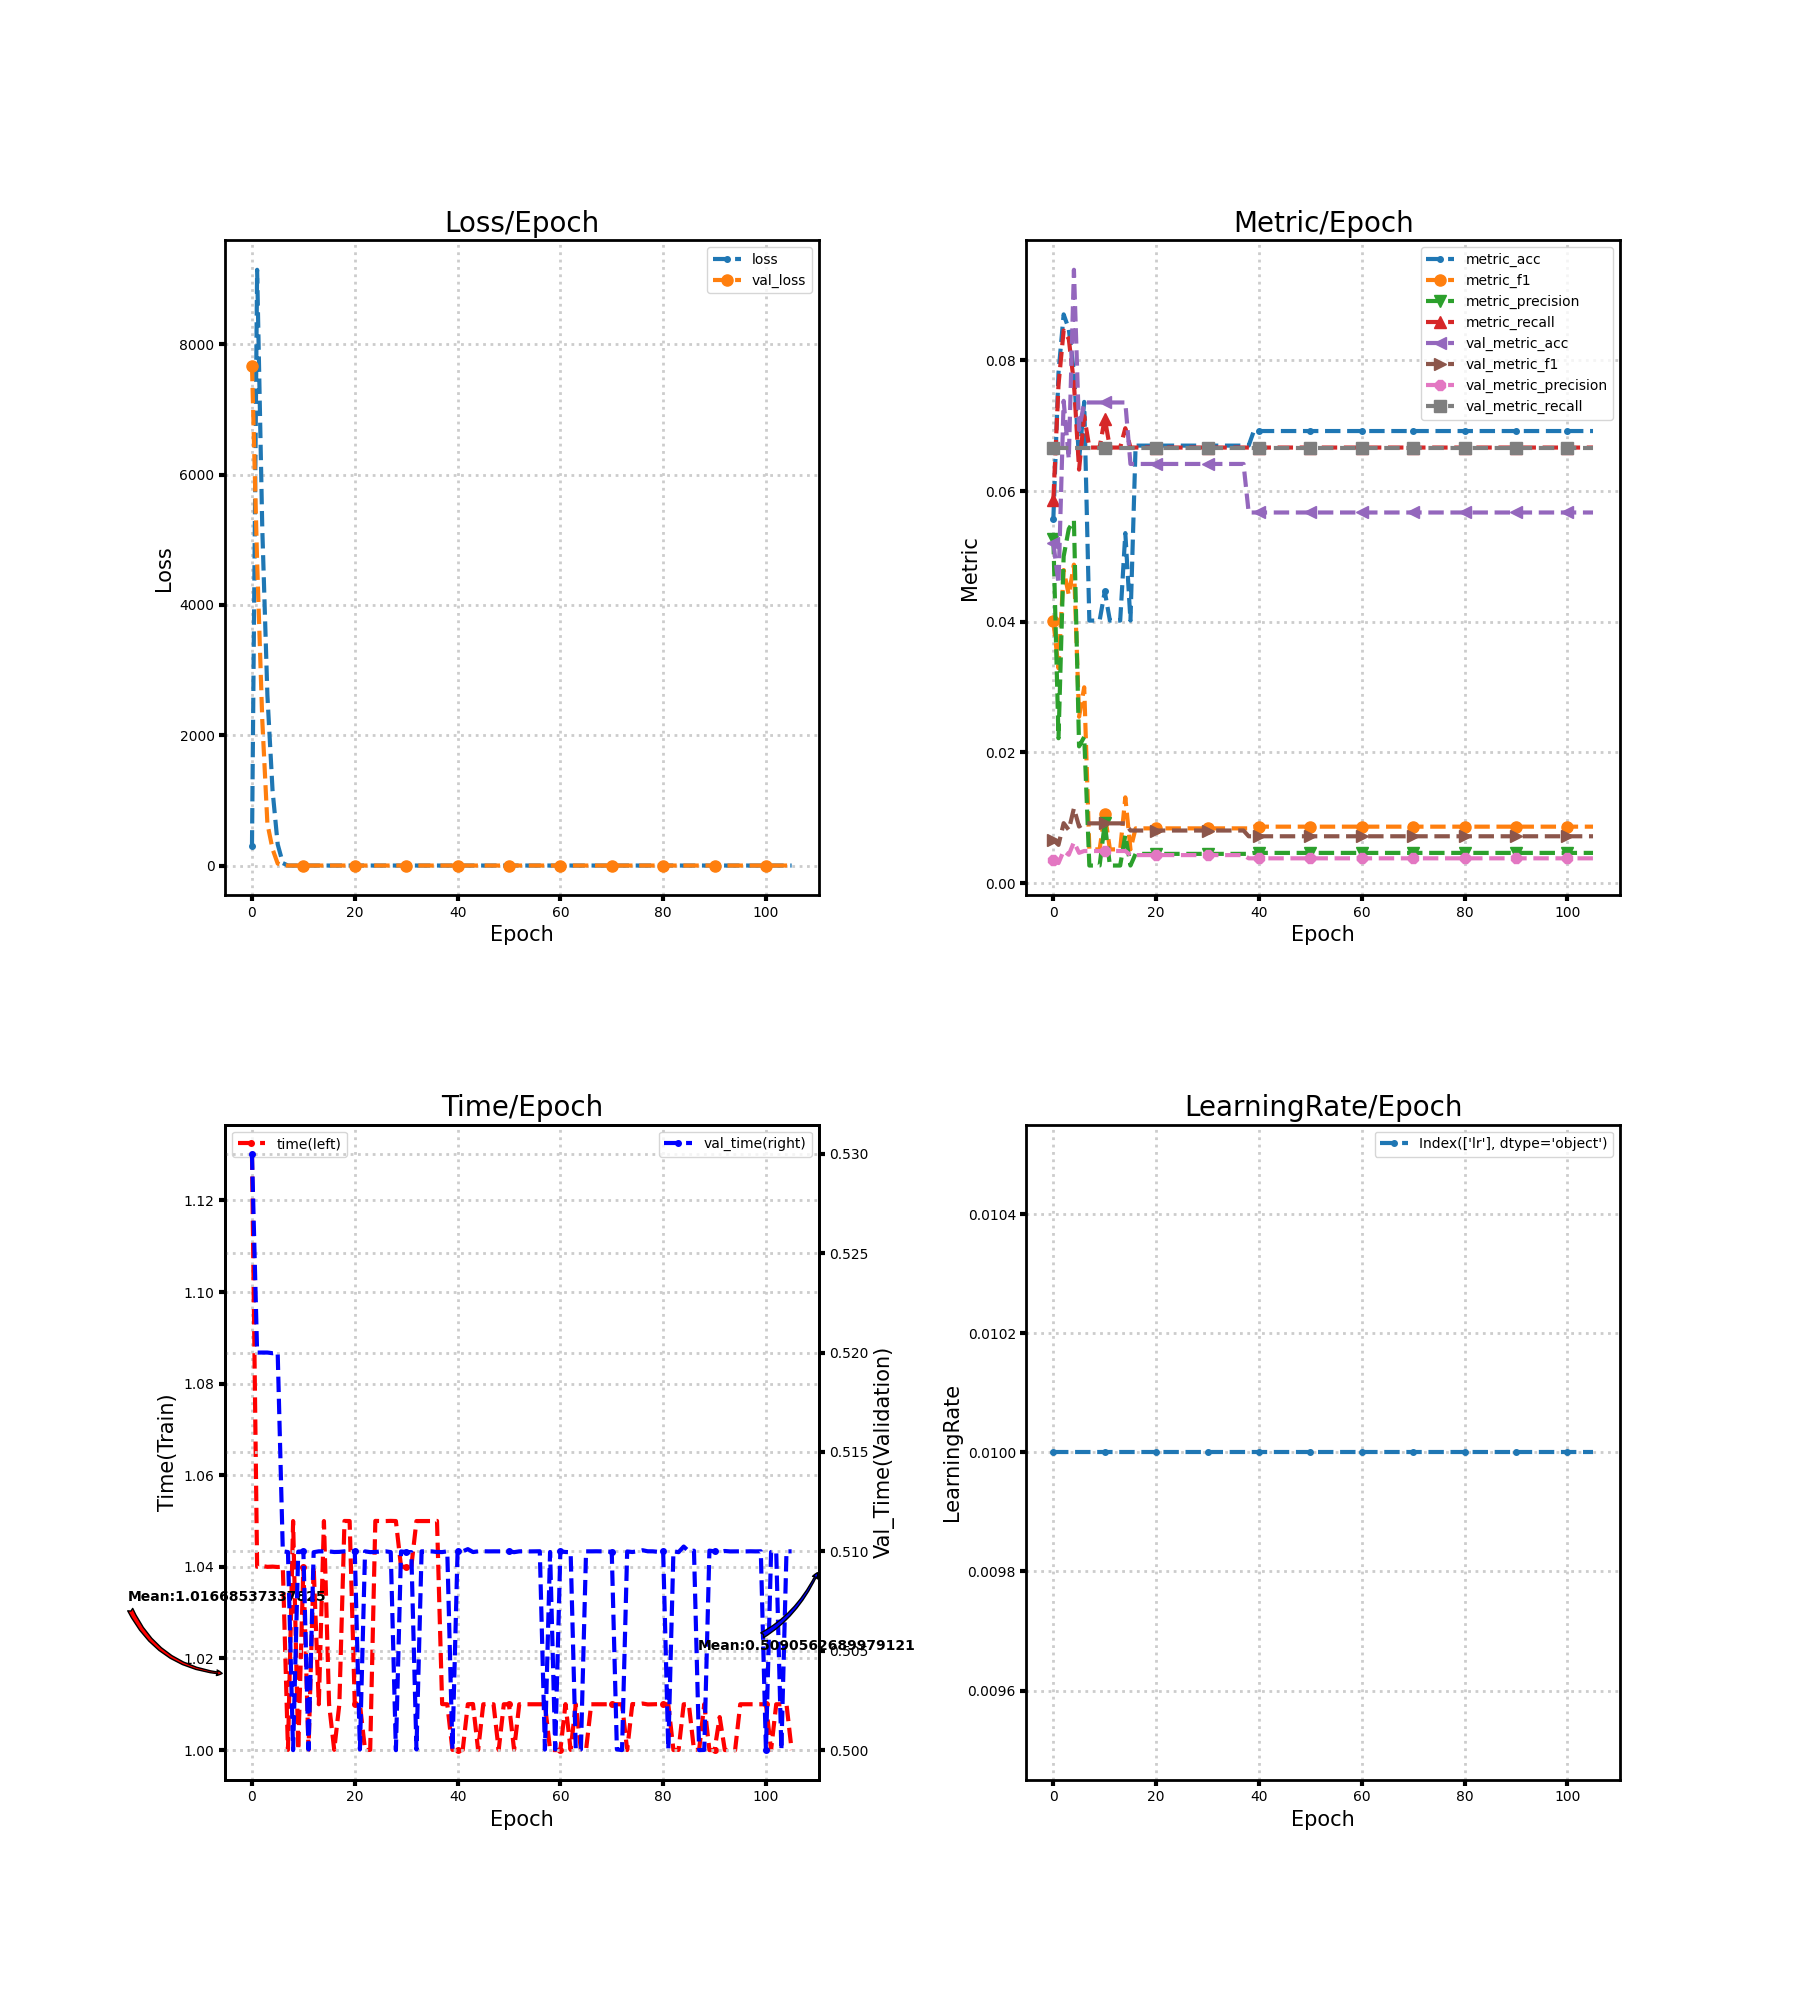 Loss/Epoch
loss
val_loss
8000
6000
4000
2000
0
Loss
0 20 40 60 80 100
Epoch
Metric/Epoch
metric_acc
metric_f1
metric_precision
metric_recall
val_metric_acc
val_metric_f1
val_metric_precision
val_metric_recall
0.08
0.06
0.04
0.02
0.00
Metric
0 20 40 60 80 100
Epoch
Time/Epoch
time(left)
val_time(right)
1.12
1.10
1.08
1.06
1.04
1.02
1.00
Time(Train)
0.530
0.525
0.520
0.515
0.510
0.505
0.500
Val_Time(Validation)
Mean:0.5090562689979121
0 20 40 60 80 100
Epoch
LearningRate/Epoch
Index(['lr'], dtype='object')
0.0104
0.0102
0.0100
0.0098
0.0096
LearningRate
0 20 40 60 80 100
Epoch